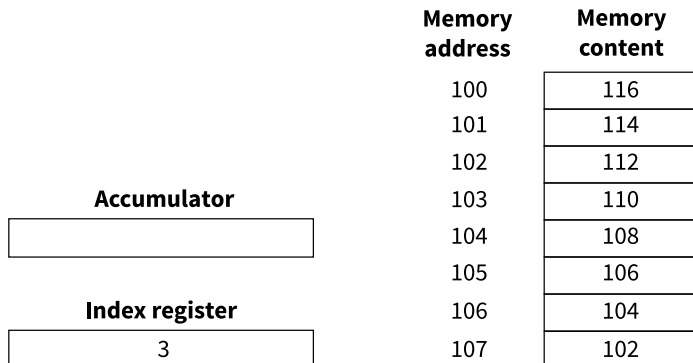 Memory address Memory content
100 116
101 114
102 112
Accumulator 103 110
104 108
105 106
Index register 106 104
3 107 102